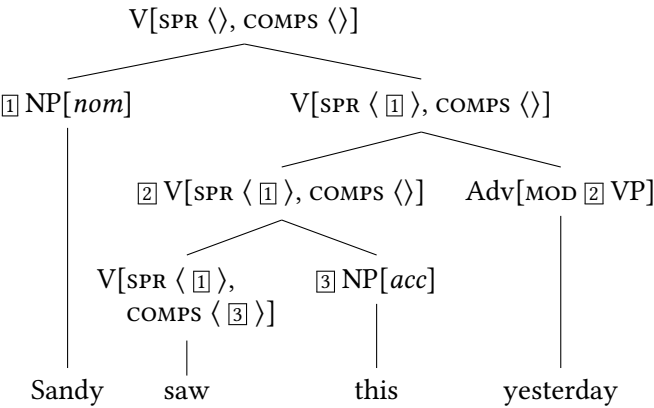 V[SPR ⟨⟩, COMPS ⟨⟩]
1 NP[nom] V[SPR ⟨ 1 ⟩, COMPS ⟨⟩]
2 V[SPR ⟨ 1 ⟩, COMPS ⟨⟩] Adv[MOD 2 VP]
V[SPR ⟨ 1 ⟩, 3 NP[acc]
COMPS ⟨ 3 ⟩]
Sandy saw this yesterday